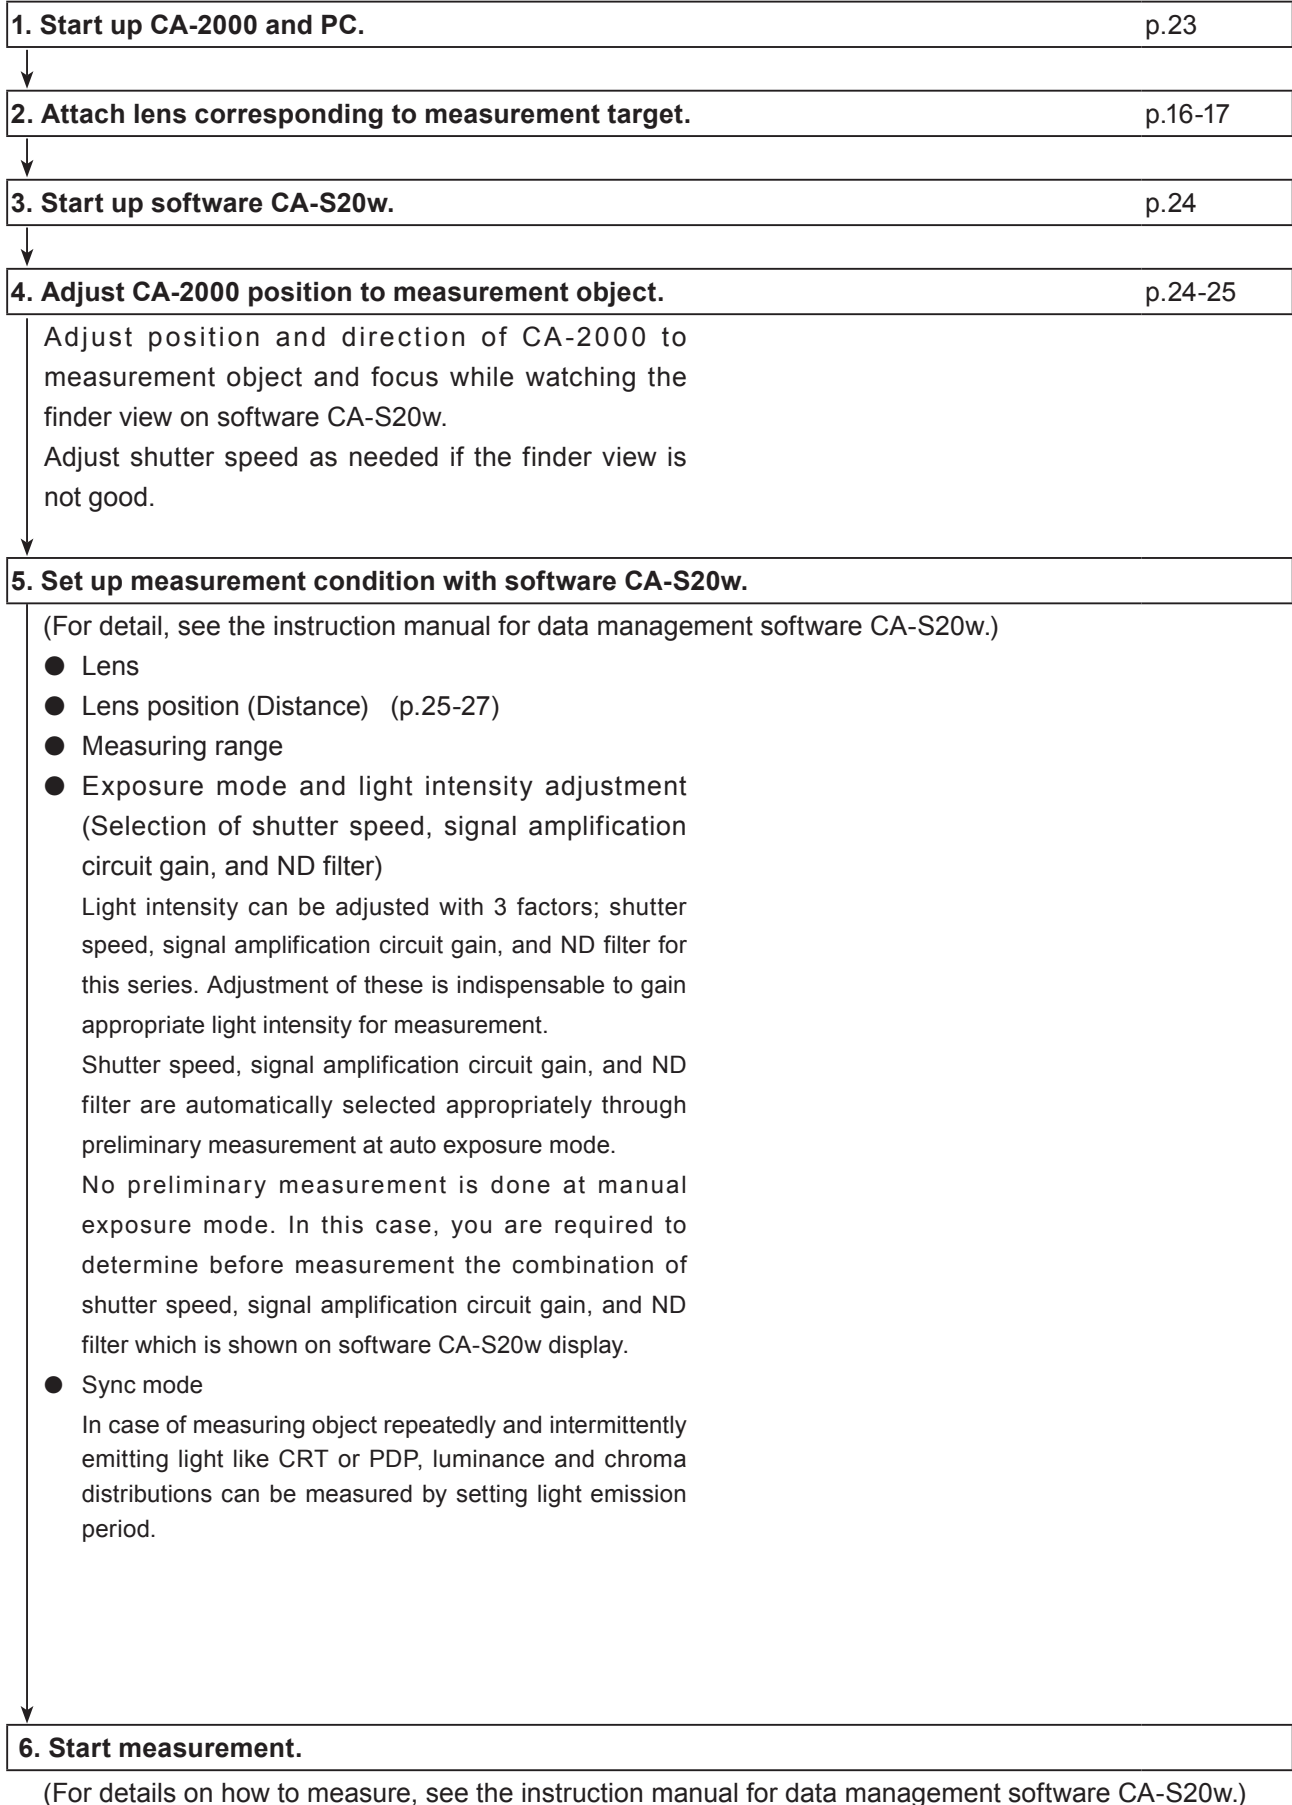 1. Start up CA-2000 and PC. p.23
2. Attach lens corresponding to measurement target. p.16-17
3. Start up software CA-S20w. p.24
4. Adjust CA-2000 position to measurement object. p.24-25
Adjust position and direction of CA-2000 to
measurement object and focus while watching the
finder view on software CA-S20w.
Adjust shutter speed as needed if the finder view is
not good.
5. Set up measurement condition with software CA-S20w.
(For detail, see the instruction manual for data management software CA-S20w.)
● Lens
● Lens position (Distance) (p.25-27)
● Measuring range
● Exposure mode and light intensity adjustment
(Selection of shutter speed, signal amplification
circuit gain, and ND filter)
Light intensity can be adjusted with 3 factors; shutter
speed, signal amplification circuit gain, and ND filter for
this series. Adjustment of these is indispensable to gain
appropriate light intensity for measurement.
Shutter speed, signal amplification circuit gain, and ND
filter are automatically selected appropriately through
preliminary measurement at auto exposure mode.
No preliminary measurement is done at manual
exposure mode. In this case, you are required to
determine before measurement the combination of
shutter speed, signal amplification circuit gain, and ND
filter which is shown on software CA-S20w display.
● Sync mode
In case of measuring object repeatedly and intermittently
emitting light like CRT or PDP, luminance and chroma
distributions can be measured by setting light emission
period.
6. Start measurement.
(For details on how to measure, see the instruction manual for data management software CA-S20w.)